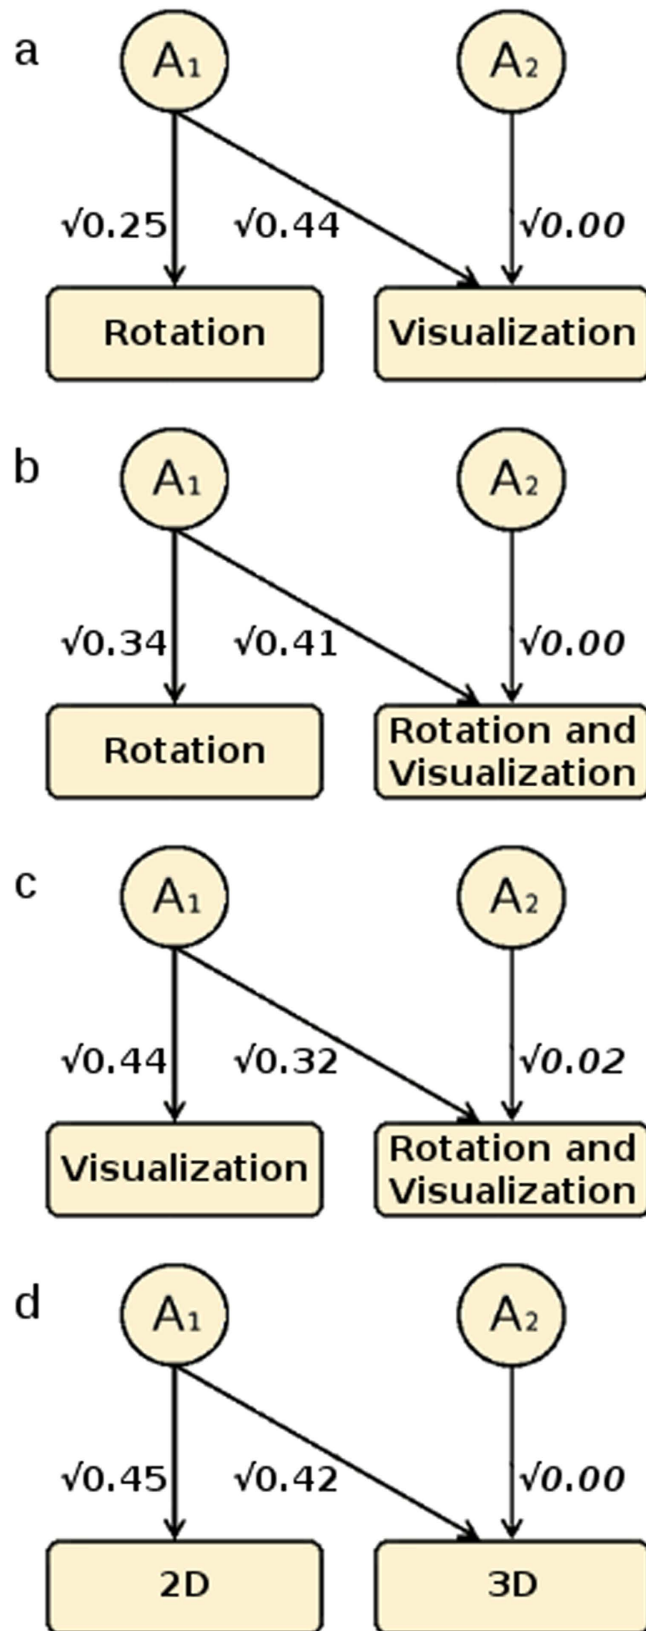 a
A₁ A₂
√0.25 √0.44 √0.00
Rotation Visualization
b
A₁ A₂
√0.34 √0.41 √0.00
Rotation Rotation and
Visualization
c
A₁ A₂
√0.44 √0.32 √0.02
Visualization Rotation and
Visualization
d
A₁ A₂
√0.45 √0.42 √0.00
2D 3D